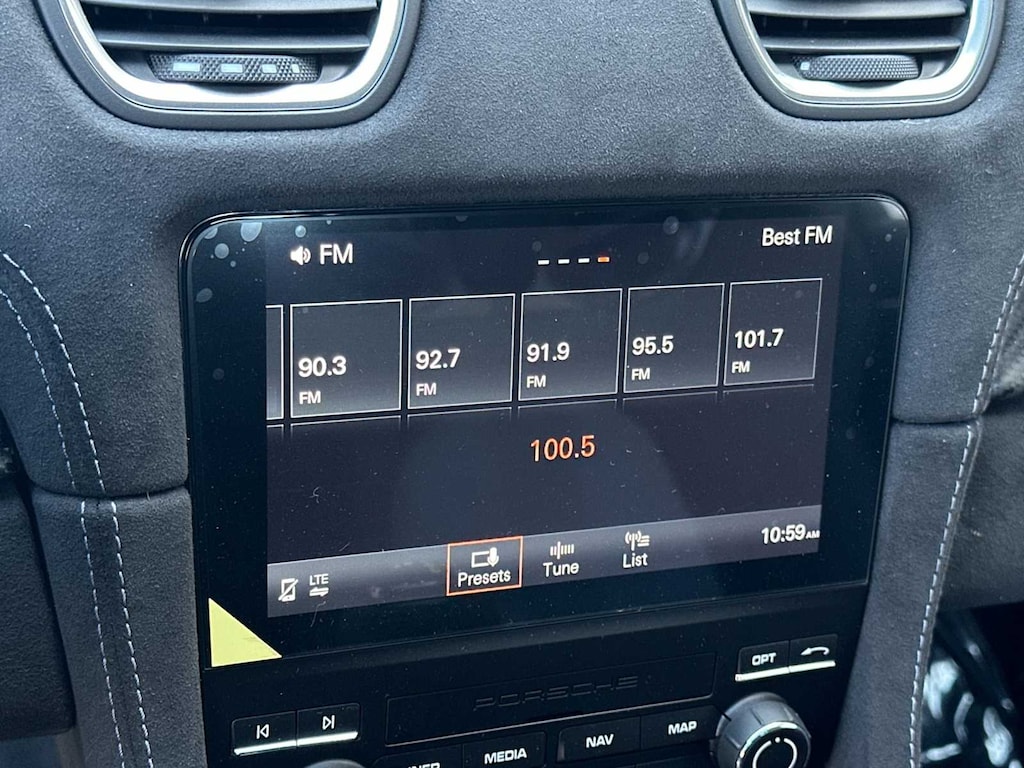 FM
Best FM
90.3 92.7 91.9 95.5 101.7
FM FM FM FM FM
100.5
LTE
Presets Tune List 10:59AM
OPT
PORSCHE
MEDIA NAV MAP